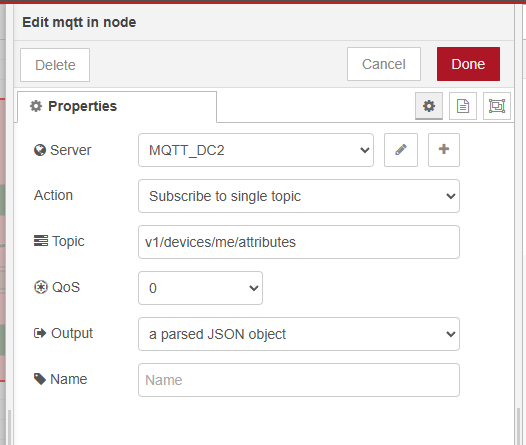 Edit mqtt in node
Delete
Cancel
Done
Properties
Server
MQTT_DC2
Action
Subscribe to single topic
Topic
v1/devices/me/attributes
QoS
0
Output
a parsed JSON object
Name
Name